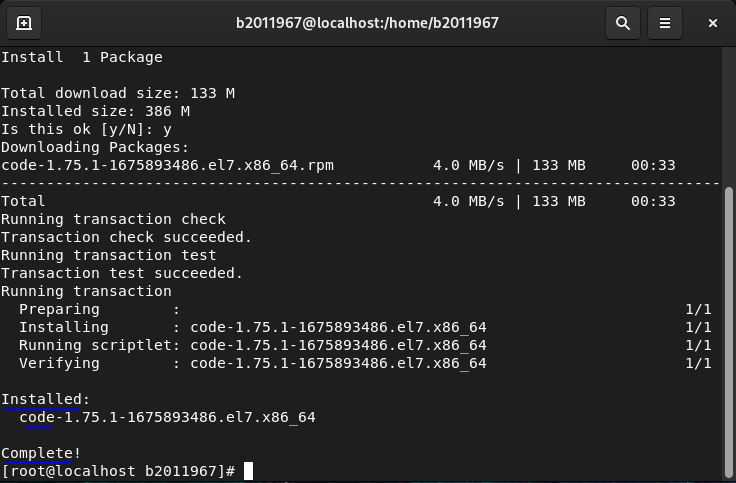 b2011967@localhost:/home/b2011967
Install  1 Package
Total download size: 133 M
Installed size: 386 M
Is this ok [y/N]: y
Downloading Packages:
code-1.75.1-1675893486.el7.x86_64.rpm           4.0 MB/s | 133 MB     00:33
--------------------------------------------------------------------------------
Total                                           4.0 MB/s | 133 MB     00:33
Running transaction check
Transaction check succeeded.
Running transaction test
Transaction test succeeded.
Running transaction
  Preparing        :                                                        1/1
  Installing       : code-1.75.1-1675893486.el7.x86_64                      1/1
  Running scriptlet: code-1.75.1-1675893486.el7.x86_64                      1/1
  Verifying        : code-1.75.1-1675893486.el7.x86_64                      1/1
Installed:
  code-1.75.1-1675893486.el7.x86_64
Complete!
[root@localhost b2011967]#